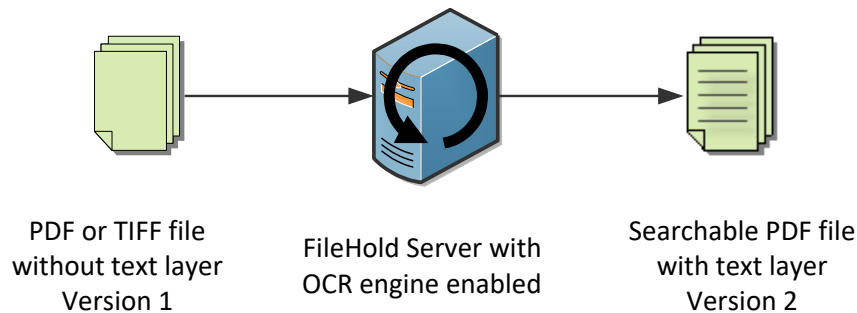 PDF or TIFF file
without text layer
Version 1
FileHold Server with
OCR engine enabled
Searchable PDF file
with text layer
Version 2